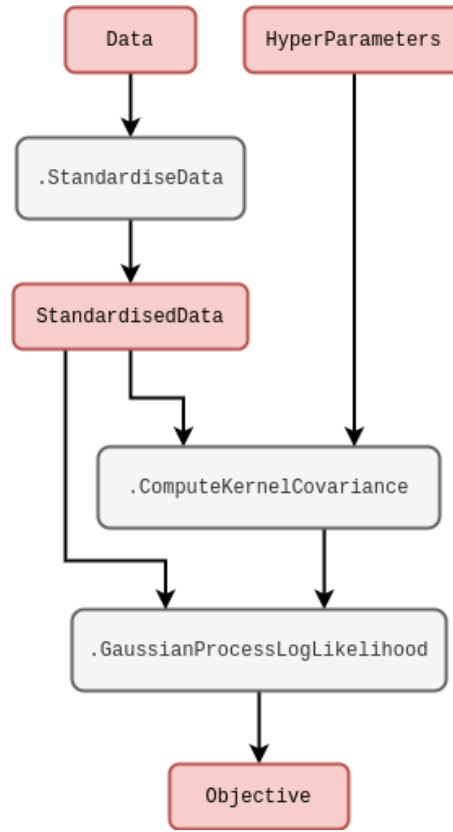 Data
HyperParameters
.StandardiseData
StandardisedData
.ComputeKernelCovariance
.GaussianProcessLogLikelihood
Objective